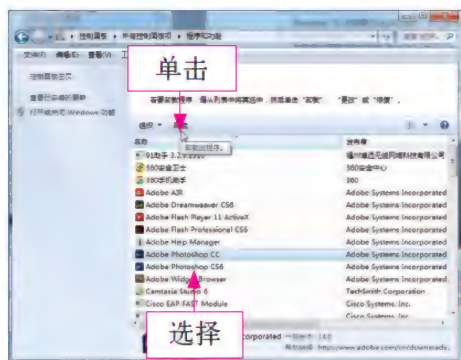 控制面板 ▸ 所有控制面板项 ▸ 程序和功能
文件(F) 编辑(E) 查看(V) 工
单击
控制面板主页
查看已安装的更新
打开或关闭 Windows 功能
若要卸载程序，请从列表中将其选中，然后单击“卸载”、“更改”或“修复”。
组织 卸载
卸载此程序。
名称 发布者
91助手 福州博远无线网络科技有限公司
360安全卫士 360安全中心
360手机助手 360
Adobe AIR Adobe Systems Incorporated
Adobe Dreamweaver CS6 Adobe Systems Incorporated
Adobe Flash Player 11 ActiveX Adobe Systems Incorporated
Adobe Flash Professional CS6 Adobe Systems Incorporated
Adobe Help Manager Adobe Systems Incorporated
Adobe Photoshop CC Adobe Systems Incorporated
Adobe Photoshop CS6 Adobe Systems Incorporated
Adobe Widget Browser Adobe Systems Incorporated
Camtasia Studio 6 TechSmith Corporation
Cisco EAP-FAST Module Cisco Systems, Inc.
Cisco Systems, Inc.
选择